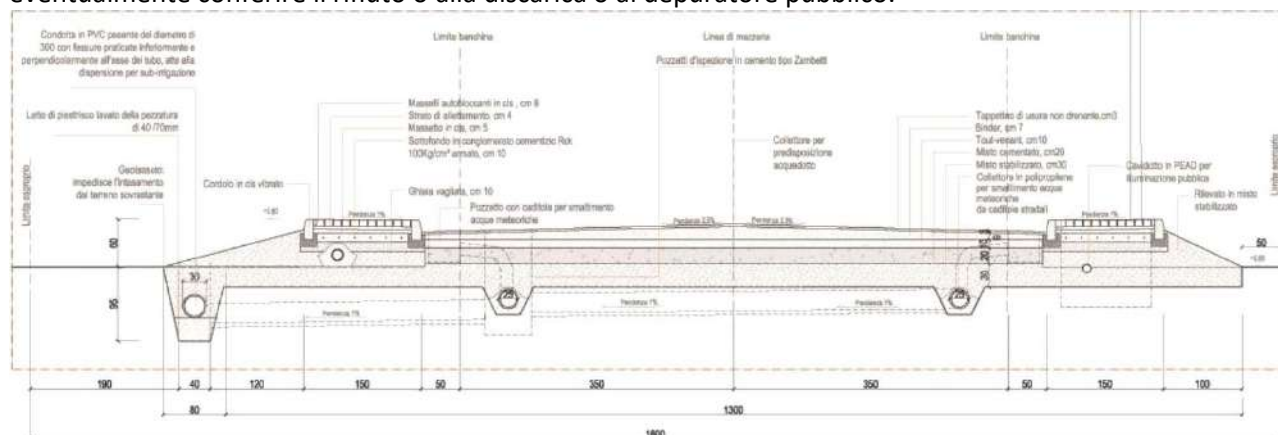 eventualmente conferire il rifiuto o alla discarica o al depuratore pubblico.
Condotta in PVC pesante del diametro di
300 con fessure praticate inferiormente e
perpendicolarmente all'asse del tubo, atte alla
dispersione per sub-irrigazione
Letto di pietrisco lavato della pezzatura
di 40 /70mm
Geotessuto:
impedisce l'intasamento
dal terreno sovrastante
Cordolo in cls vibrato
Limite esproprio
Limite banchina
Linea di mezzeria
Limite banchina
Pozzetti d'ispezione in cemento tipo Zambetti
Masselli autobloccanti in cls , cm 8
Strato di allettamento, cm 4
Massetto in cls, cm 5
Sottofondo in conglomerato cementizio Rck
100Kg/cm² armato, cm 10
Ghiaia vagliata, cm 10
Pozzetto con caditoia per smaltimento
acque meteoriche
Collettore per
predisposizione
acquedotto
Tappetino di usura non drenante,cm3
Binder, cm 7
Tout-venant, cm10
Misto cementato, cm20
Misto stabilizzato, cm30
Collettore in polipropilene
per smaltimento acque
meteoriche
da caditoie stradali
Cavidotto in PEAD per
illuminazione pubblica
Rilevato in misto
stabilizzato
Limite esproprio
Pendenza 1%
Pendenza 2.5%
Pendenza 2.5%
Pendenza 1%
60
95
30
25
25
30
20
10
50
Pendenza 1%
Pendenza 1%
Pendenza 1%
190
40
120
150
50
350
350
50
150
100
80
1300
1800